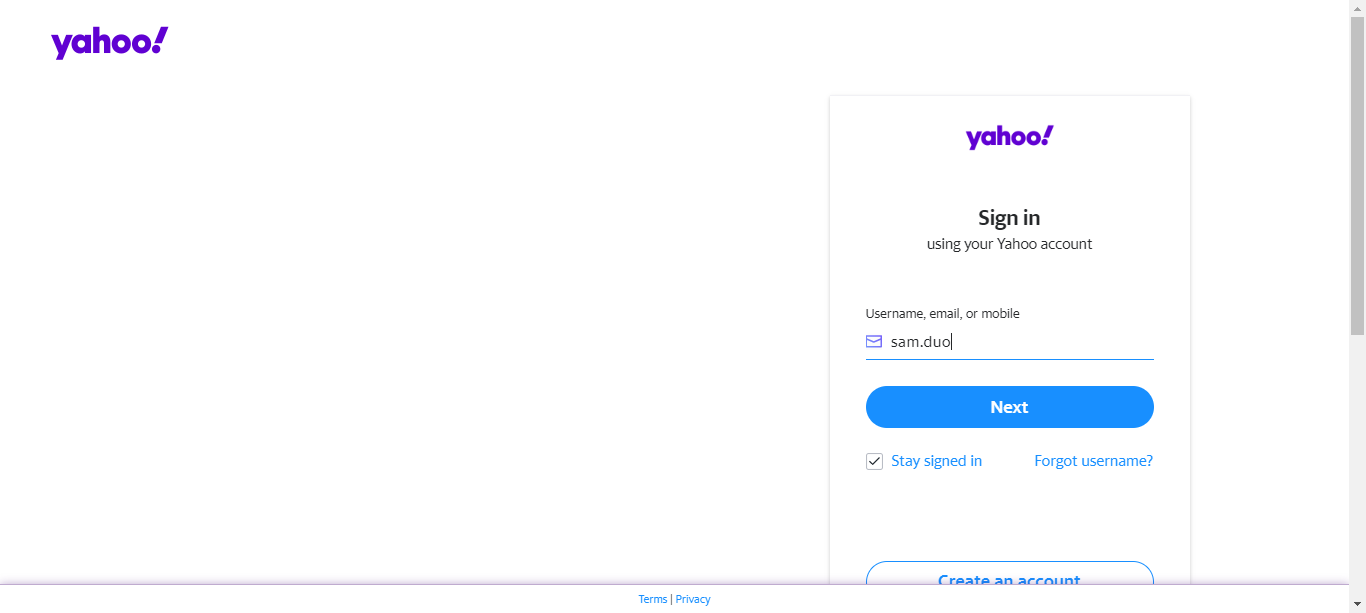 yahoo!
yahoo!
Sign in
using your Yahoo account
Username, email, or mobile
sam.duo
Next
Stay signed in
Forgot username?
Create an account
Terms | Privacy